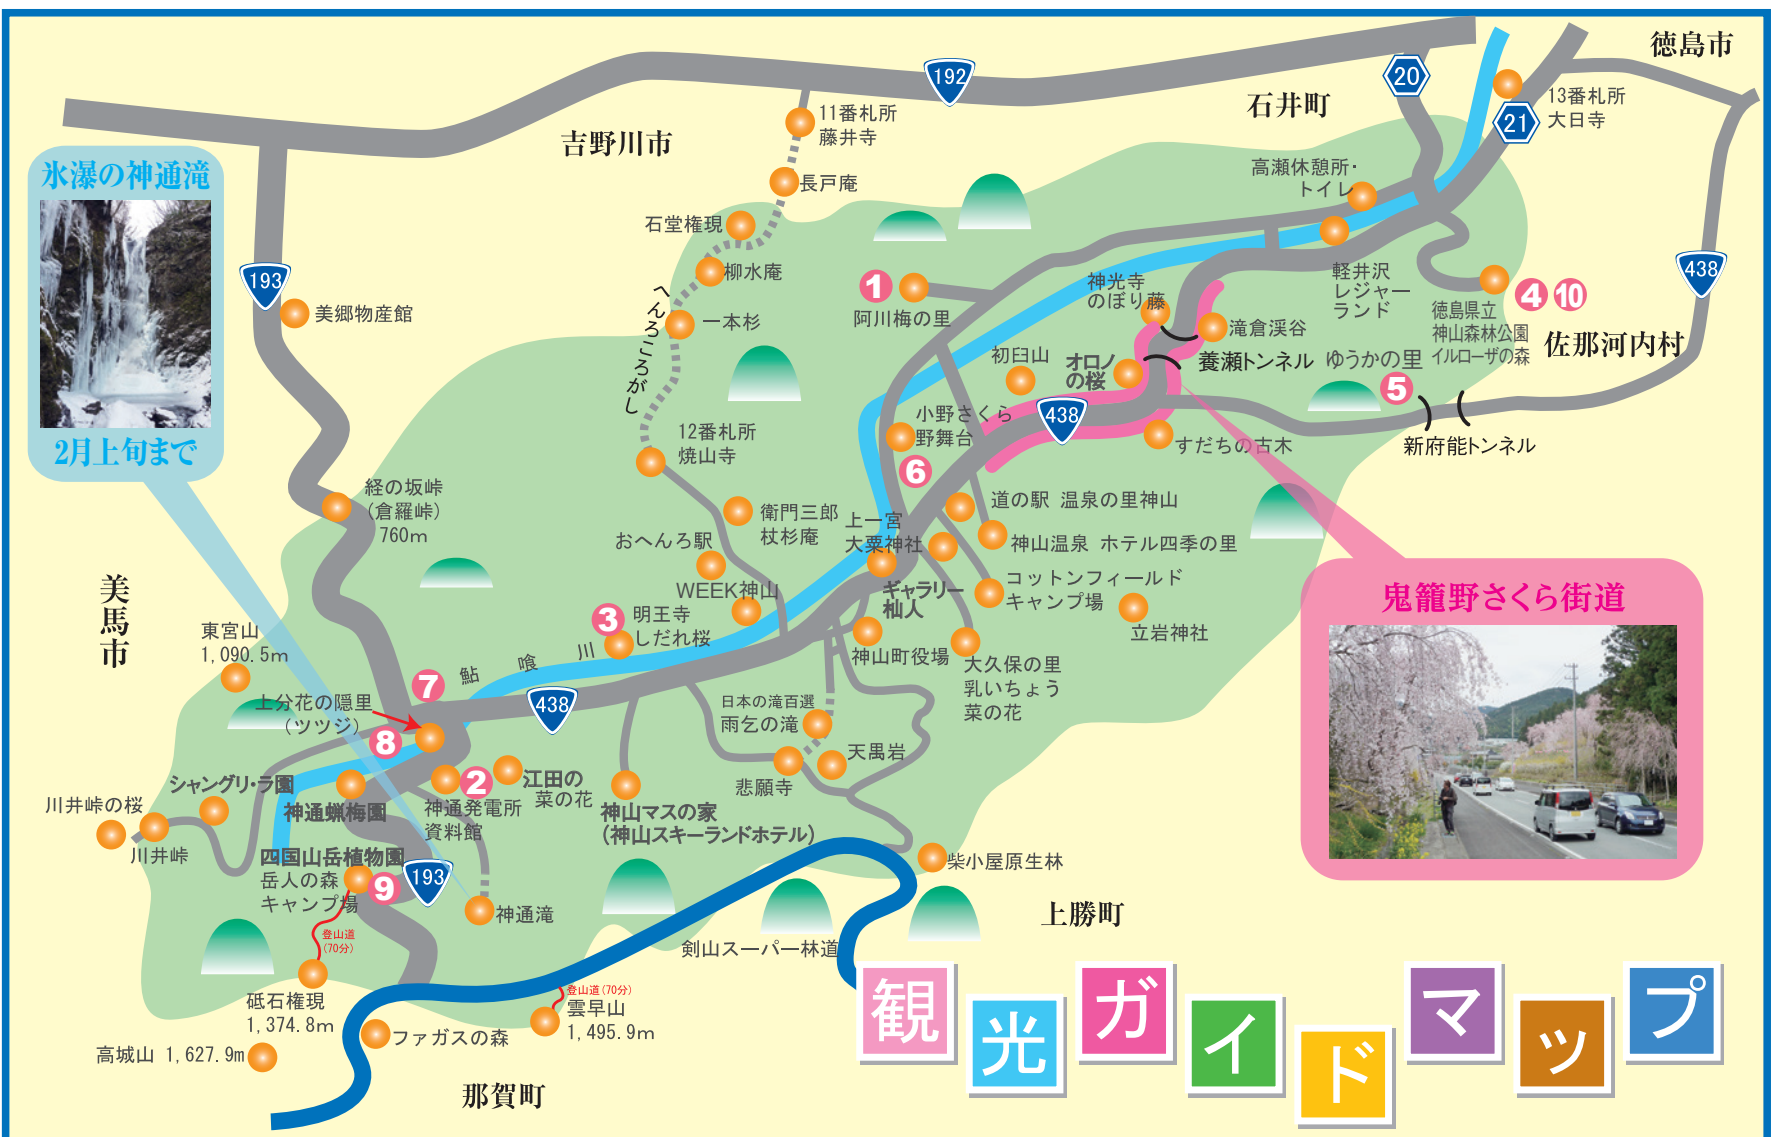 徳島市
192
20
石井町
13番札所
大日寺
21
11番札所
藤井寺
吉野川市
氷瀑の神通滝
2月上旬まで
長戸庵
高瀬休憩所・
トイレ
石堂権現
柳水庵
193
美郷物産館
へんろころがし
一本杉
1
阿川梅の里
神光寺
のぼり藤
滝倉渓谷
軽井沢
レジャー
ランド
438
4
10
徳島県立
神山森林公園
イルローザの森
佐那河内村
初臼山
オロノ
の桜
養瀬トンネル
ゆうかの里
5
438
新府能トンネル
小野さくら
野舞台
6
すだちの古木
12番札所
焼山寺
経の坂峠
(倉羅峠)
760m
衛門三郎
杖杉庵
道の駅 温泉の里神山
上一宮
大粟神社
神山温泉 ホテル四季の里
おへんろ駅
WEEK神山
コットンフィールド
キャンプ場
ギャラリー
杣人
立岩神社
鬼籠野さくら街道
美馬市
東宮山
1,090.5m
3
明王寺
しだれ桜
神山町役場
大久保の里
乳いちょう
菜の花
鮎喰川
7
438
上分花の隠里
(ツツジ)
8
日本の滝百選
雨乞の滝
天禺岩
悲願寺
シャングリ・ラ園
2
江田の
菜の花
川井峠の桜
神通蝋梅園
神通発電所
資料館
神山マスの家
(神山スキーランドホテル)
川井峠
四国山岳植物園
岳人の森
キャンプ場
9
193
神通滝
柴小屋原生林
上勝町
登山道
(70分)
剣山スーパー林道
砥石権現
1,374.8m
登山道(70分)
雲早山
1,495.9m
ファガスの森
高城山 1,627.9m
那賀町
観光ガイドマップ